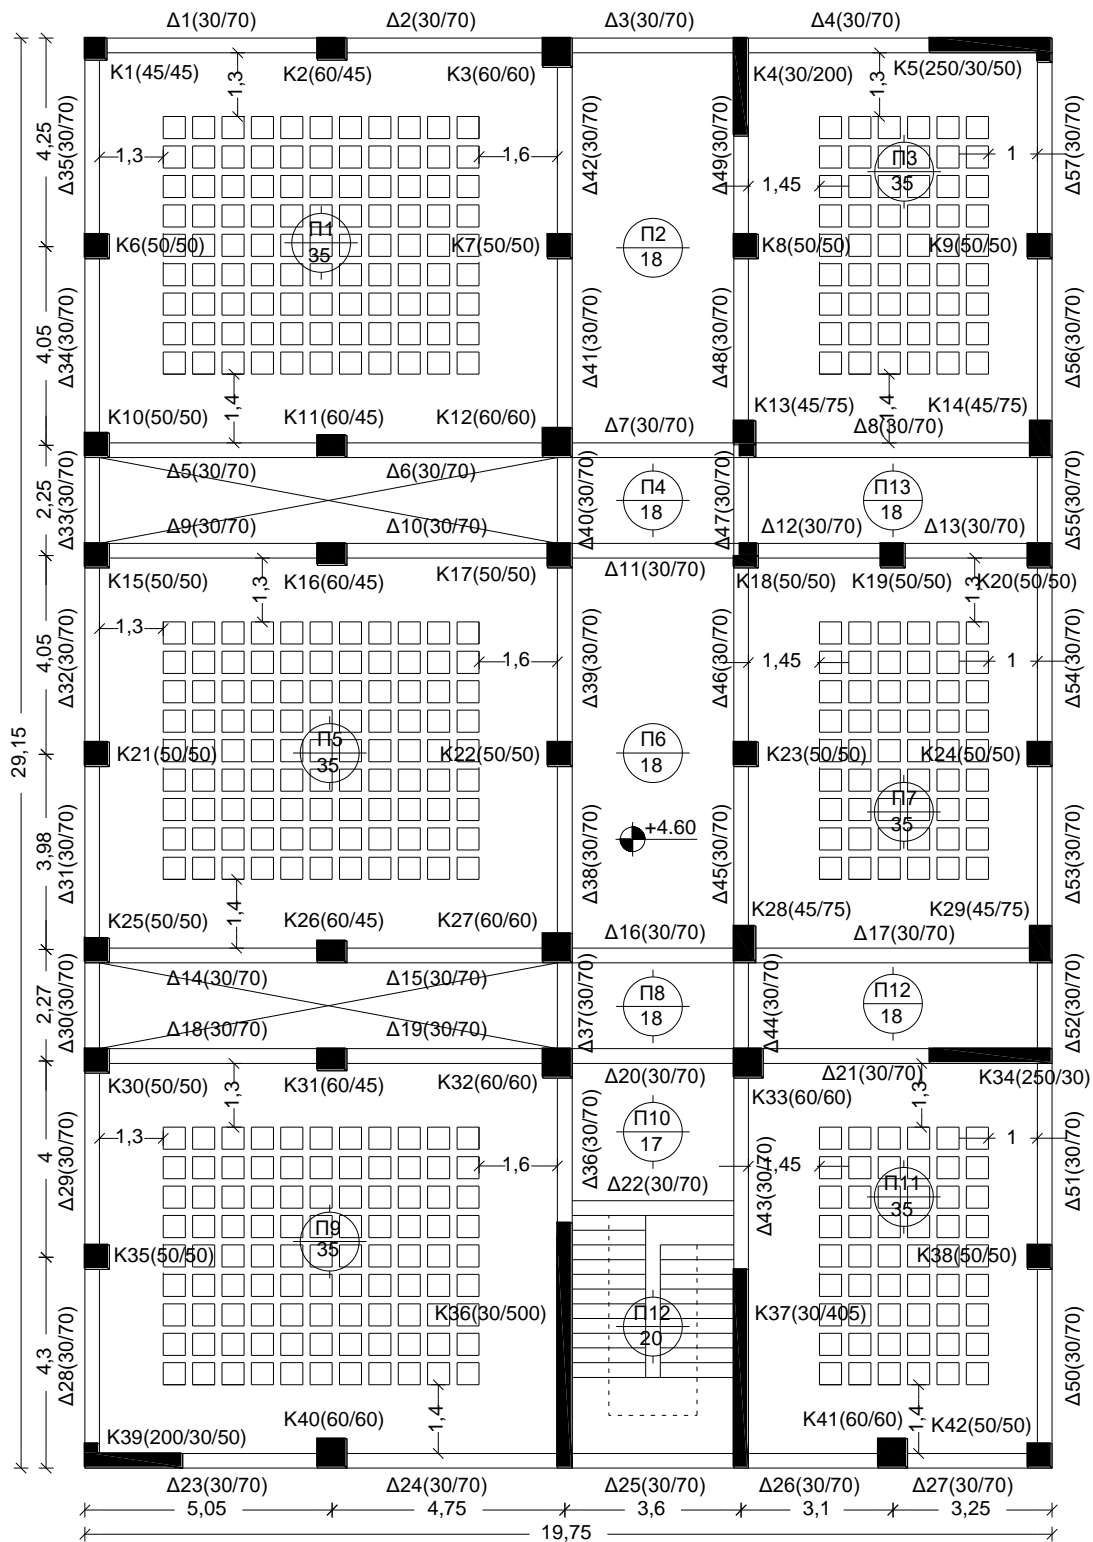 Δ1(30/70)
Δ2(30/70)
Δ3(30/70)
Δ4(30/70)
K1(45/45)
K2(60/45)
K3(60/60)
K4(30/200)
K5(250/30/50)
1,3
1,3
4,25
Δ35(30/70)
Δ42(30/70)
Δ49(30/70)
Δ57(30/70)
1,3
1,6
1,45
1
Π3
35
Π1
35
Π2
18
K6(50/50)
K7(50/50)
K8(50/50)
K9(50/50)
4,05
Δ34(30/70)
Δ41(30/70)
Δ48(30/70)
Δ56(30/70)
1,4
1,4
K10(50/50)
K11(60/45)
K12(60/60)
K13(45/75)
K14(45/75)
Δ7(30/70)
Δ8(30/70)
Δ5(30/70)
Δ6(30/70)
2,25
Δ33(30/70)
Δ40(30/70)
Π4
18
Δ47(30/70)
Π13
18
Δ55(30/70)
Δ9(30/70)
Δ10(30/70)
Δ12(30/70)
Δ13(30/70)
K15(50/50)
K16(60/45)
K17(50/50)
Δ11(30/70)
K18(50/50)
K19(50/50)
K20(50/50)
1,3
1,3
4,05
Δ32(30/70)
Δ39(30/70)
Δ46(30/70)
Δ54(30/70)
1,3
1,6
1,45
1
29,15
K21(50/50)
Π5
35
K22(50/50)
Π6
18
K23(50/50)
K24(50/50)
Π7
35
+4.60
3,98
Δ31(30/70)
Δ38(30/70)
Δ45(30/70)
Δ53(30/70)
1,4
K25(50/50)
K26(60/45)
K27(60/60)
K28(45/75)
K29(45/75)
Δ16(30/70)
Δ17(30/70)
Δ14(30/70)
Δ15(30/70)
2,27
Δ30(30/70)
Δ37(30/70)
Π8
18
Δ44(30/70)
Π12
18
Δ52(30/70)
Δ18(30/70)
Δ19(30/70)
K30(50/50)
K31(60/45)
K32(60/60)
Δ20(30/70)
Δ21(30/70)
K34(250/30)
K33(60/60)
1,3
1,3
4
Δ29(30/70)
Δ36(30/70)
Π10
17
Δ43(30/70)
Δ51(30/70)
1,3
1,6
1,45
1
Δ22(30/70)
Π11
35
Π9
35
K35(50/50)
K38(50/50)
K36(30/500)
Π12
20
K37(30/405)
4,3
Δ28(30/70)
Δ50(30/70)
1,4
1,4
K39(200/30/50)
K40(60/60)
K41(60/60)
K42(50/50)
Δ23(30/70)
Δ24(30/70)
Δ25(30/70)
Δ26(30/70)
Δ27(30/70)
5,05
4,75
3,6
3,1
3,25
19,75